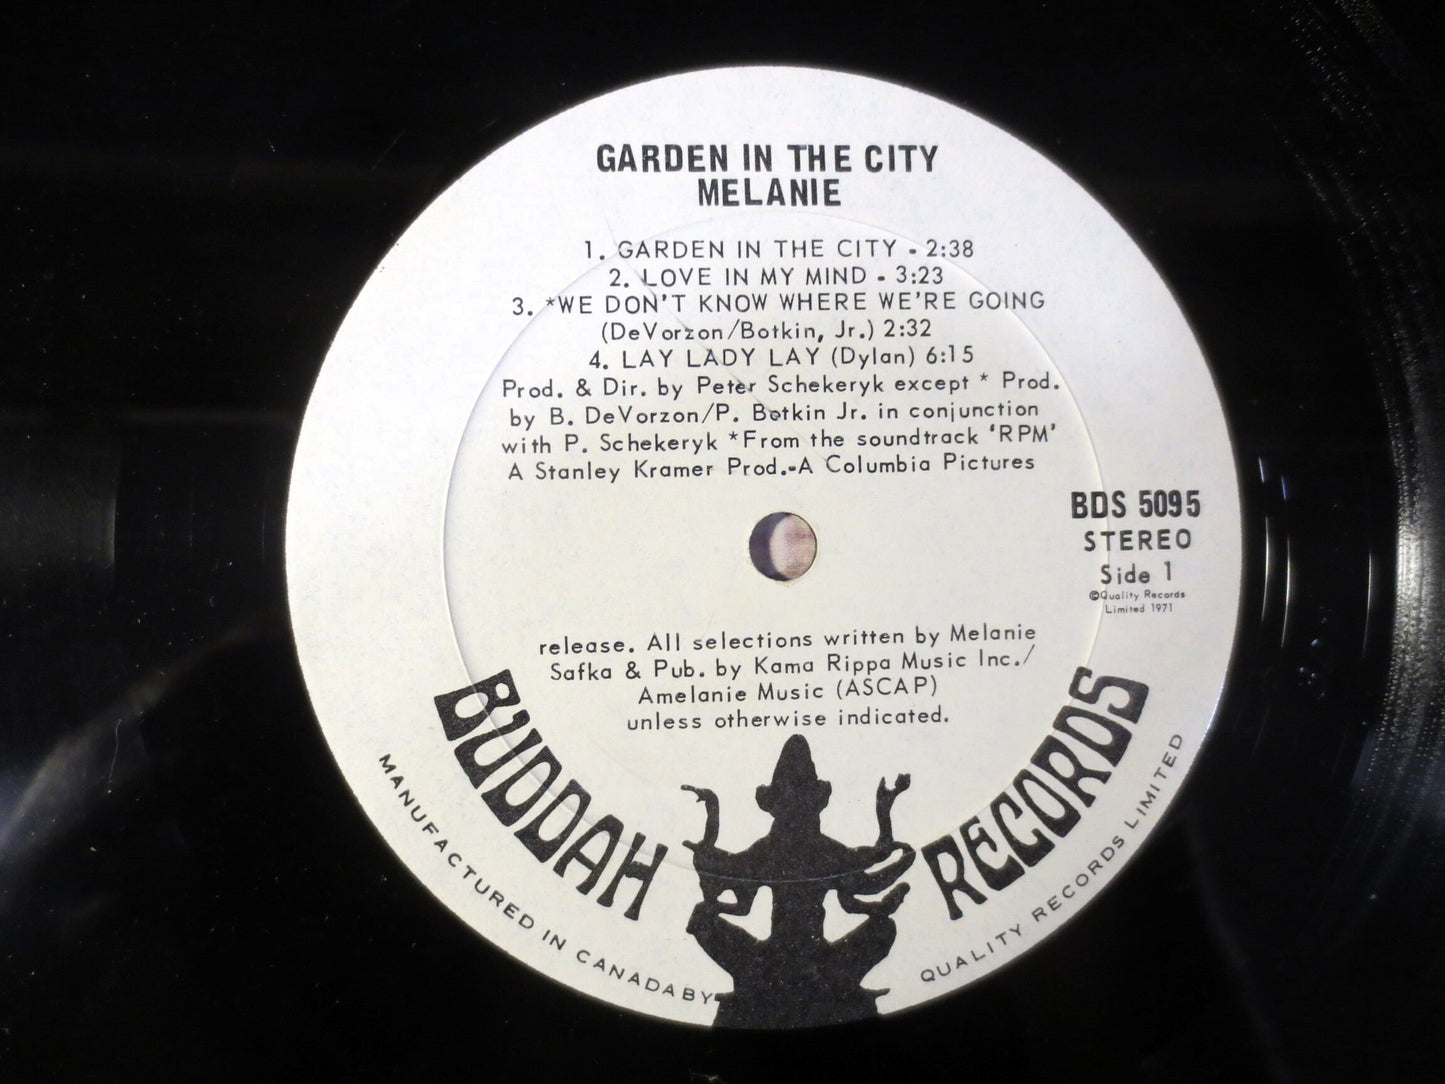 GARDEN IN THE CITY
MELANIE
1. GARDEN IN THE CITY - 2:38
2. LOVE IN MY MIND - 3:23
3. *WE DON'T KNOW WHERE WE'RE GOING
(DeVorzon/Botkin, Jr.) 2:32
4. LAY LADY LAY (Dylan) 6:15
Prod. & Dir. by Peter Schekeryk except * Prod.
by B. DeVorzon/P. Botkin Jr. in conjunction
with P. Schekeryk *From the soundtrack 'RPM'
A Stanley Kramer Prod.-A Columbia Pictures
BDS 5095
STEREO
Side 1
©Quality Records
Limited 1971
release. All selections written by Melanie
Safka & Pub. by Kama Rippa Music Inc./
Amelanie Music (ASCAP)
unless otherwise indicated.
BUDDAH RECORDS
MANUFACTURED IN CANADA BY QUALITY RECORDS LIMITED